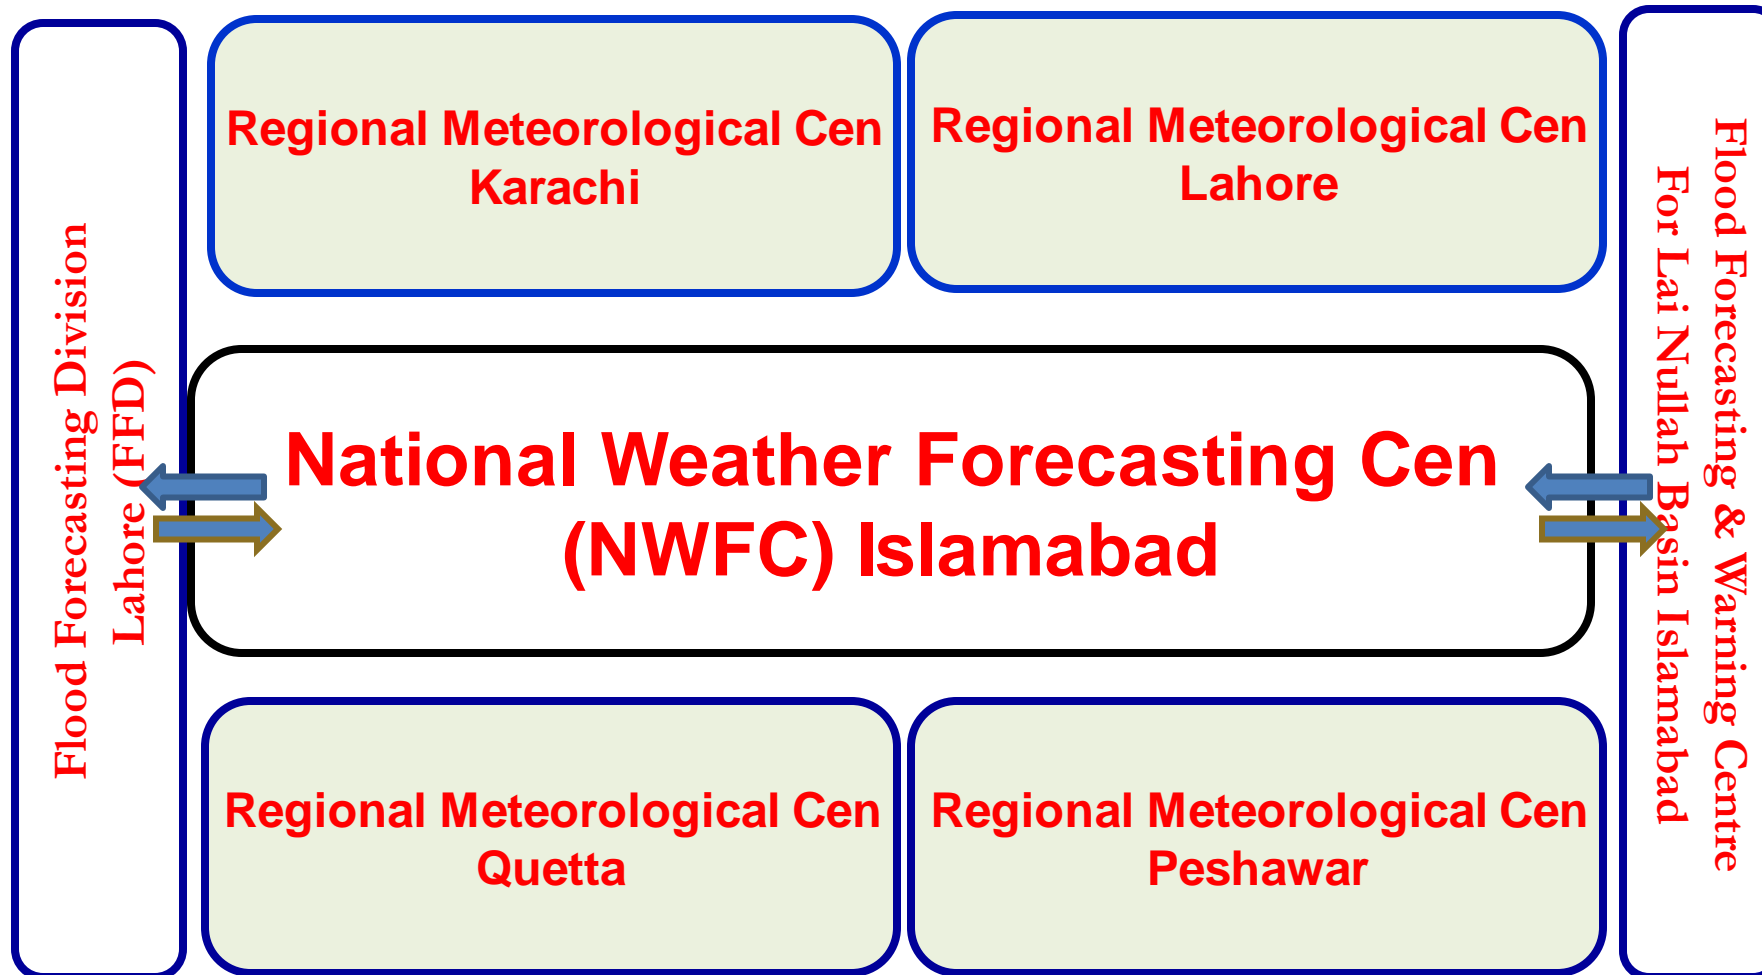 Flood Forecasting Division
Lahore (FFD)
Regional Meteorological Cen
Karachi
Regional Meteorological Cen
Lahore
National Weather Forecasting Cen
(NWFC) Islamabad
Regional Meteorological Cen
Quetta
Regional Meteorological Cen
Peshawar
Flood Forecasting & Warning Centre
For Lai Nullah Basin Islamabad